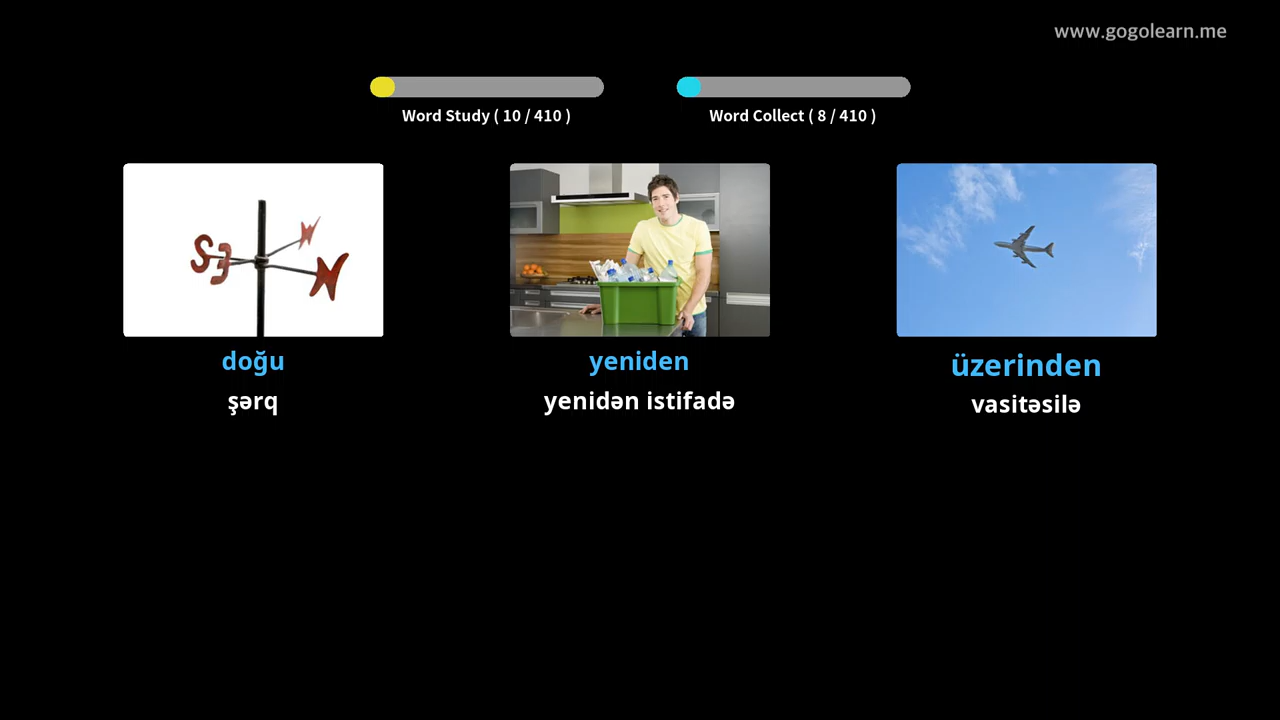 www.gogolearn.me
Word Study ( 10 / 410 )
Word Collect ( 8 / 410 )
doğu
şərq
yeniden
yenidən istifadə
üzerinden
vasitəsilə